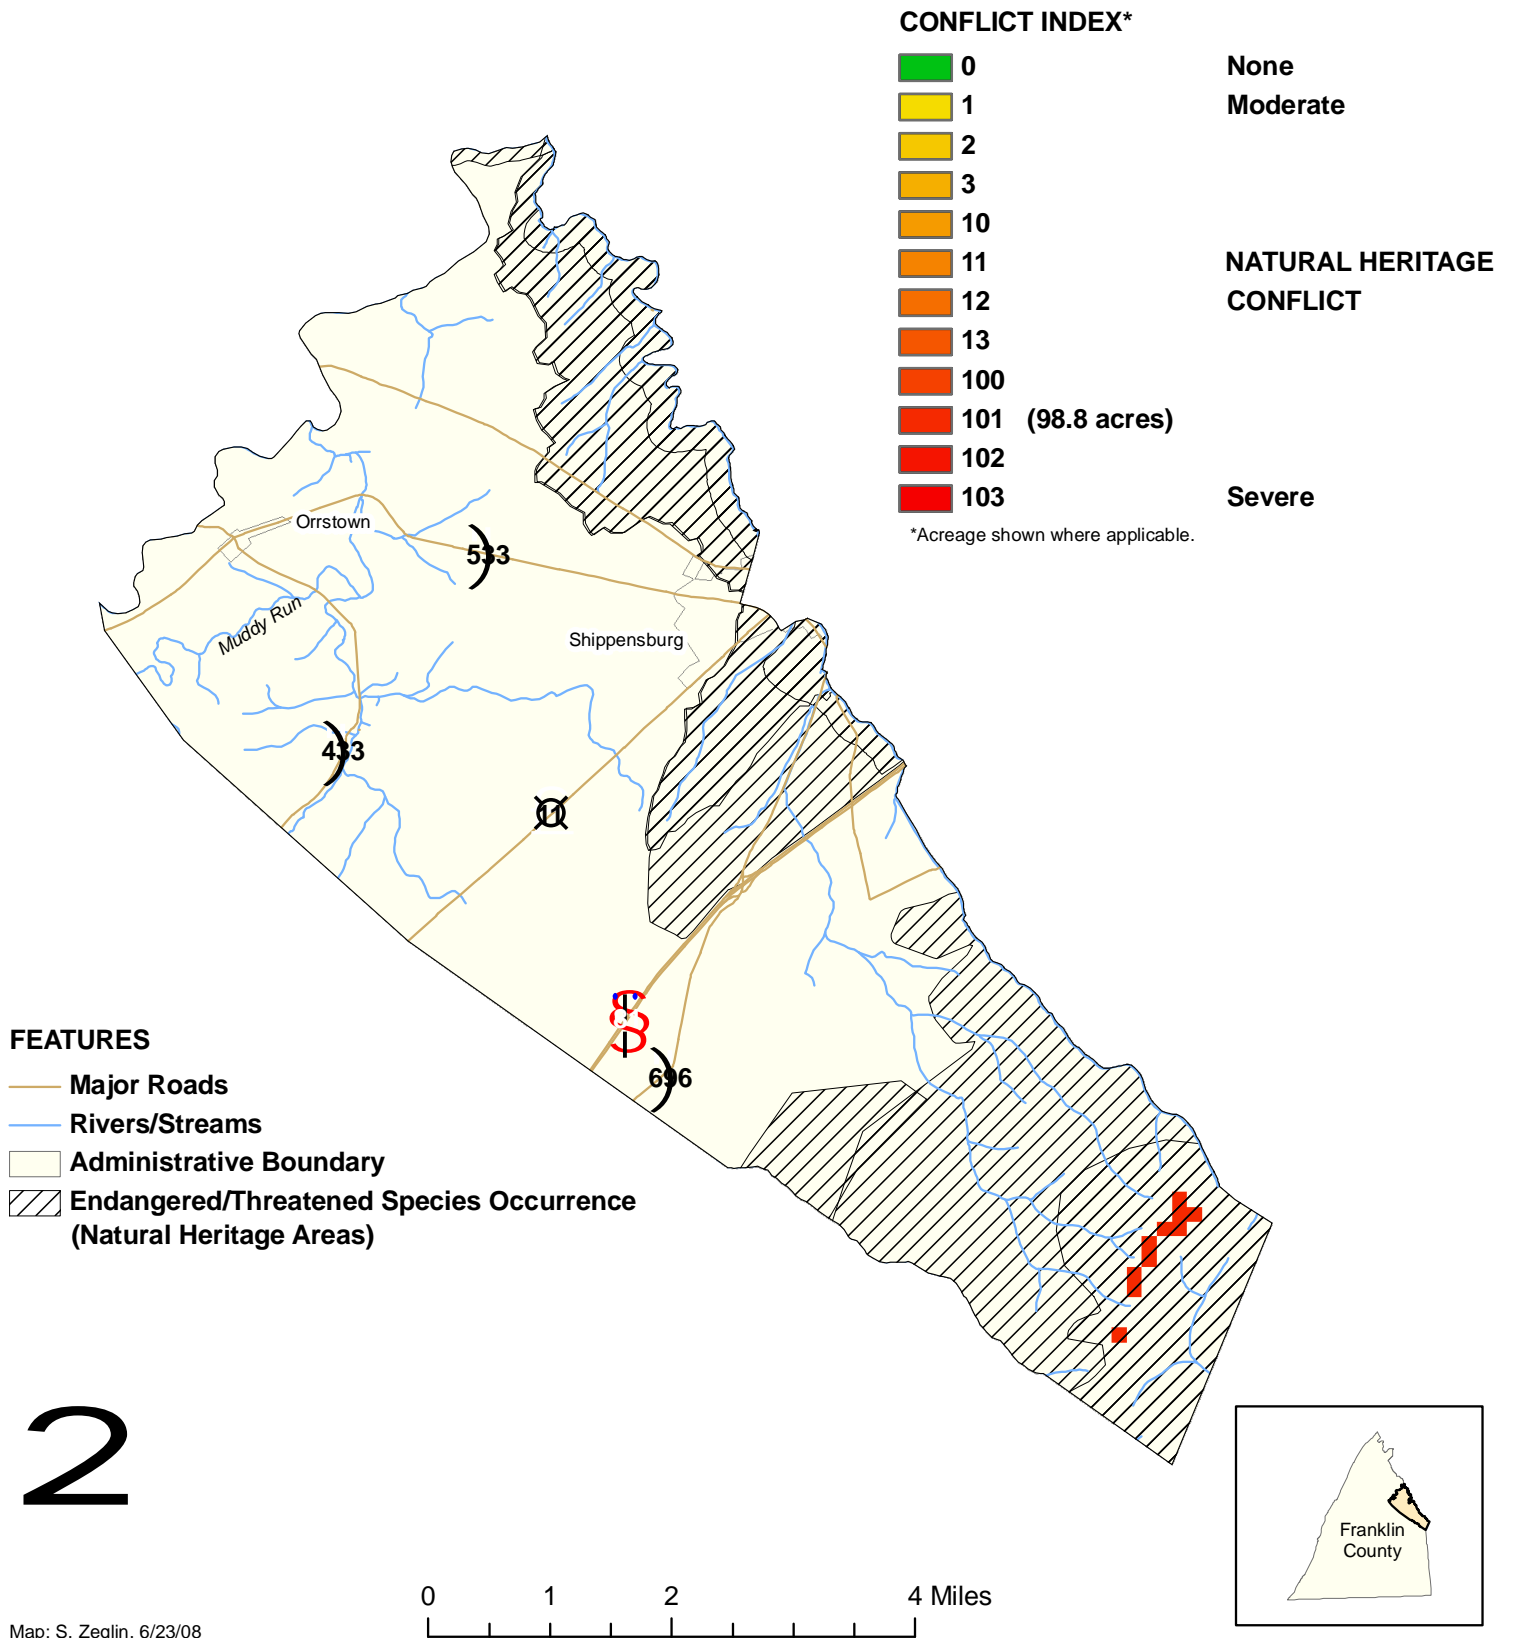 CONFLICT INDEX*
0 None
1 Moderate
2
3
10
11 NATURAL HERITAGE
12 CONFLICT
13
100
101 (98.8 acres)
102
103 Severe
*Acreage shown where applicable.
Orrstown
533
Muddy Run
Shippensburg
433
11
696
FEATURES
Major Roads
Rivers/Streams
Administrative Boundary
Endangered/Threatened Species Occurrence
(Natural Heritage Areas)
2
Franklin
County
0 1 2 4 Miles
Map: S. Zeglin, 6/23/08